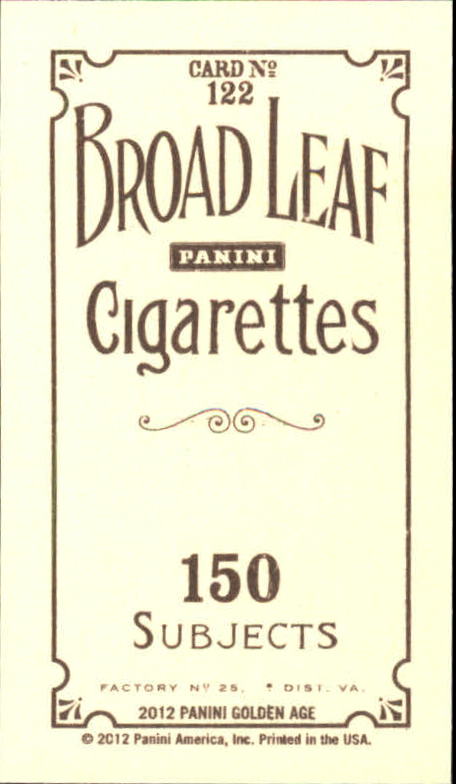 CARD Nº
122
BROAD LEAF
PANINI
Cigarettes
150
SUBJECTS
FACTORY Nº 25, DIST. VA.
2012 PANINI GOLDEN AGE
© 2012 Panini America, Inc. Printed in the USA.